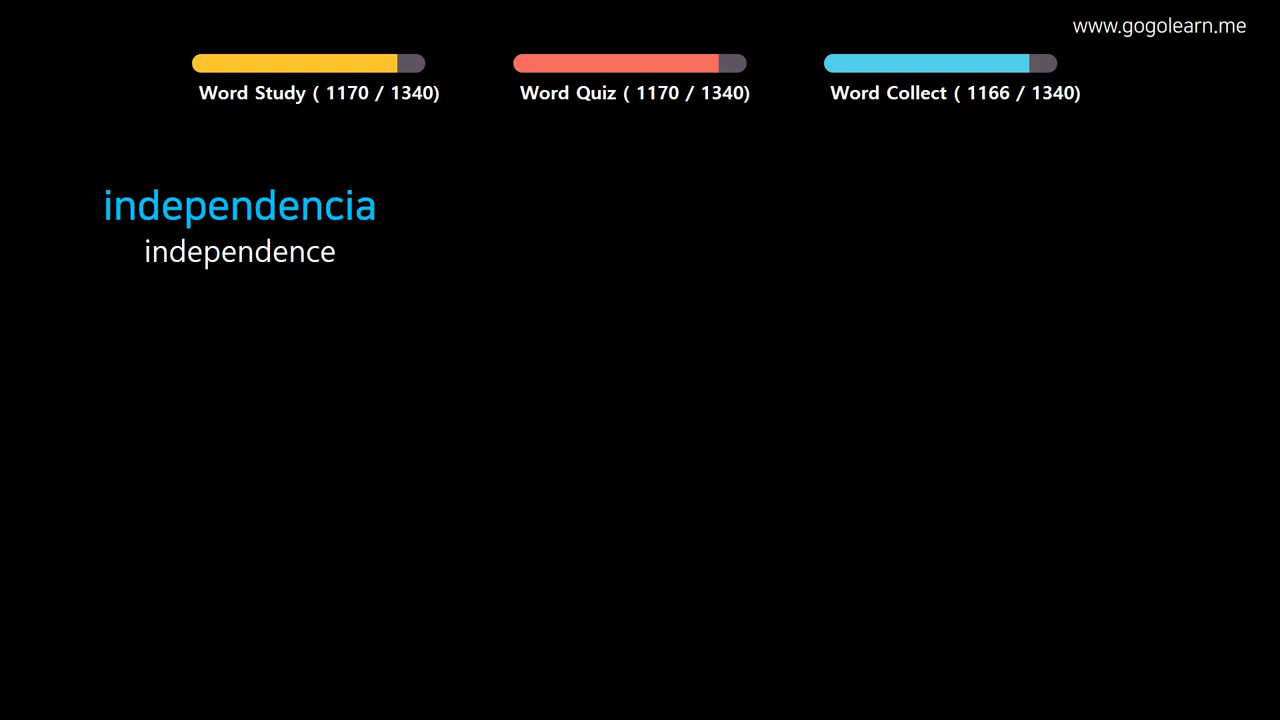 www.gogolearn.me
Word Study ( 1170 / 1340)
Word Quiz ( 1170 / 1340)
Word Collect ( 1166 / 1340)
independencia
independence